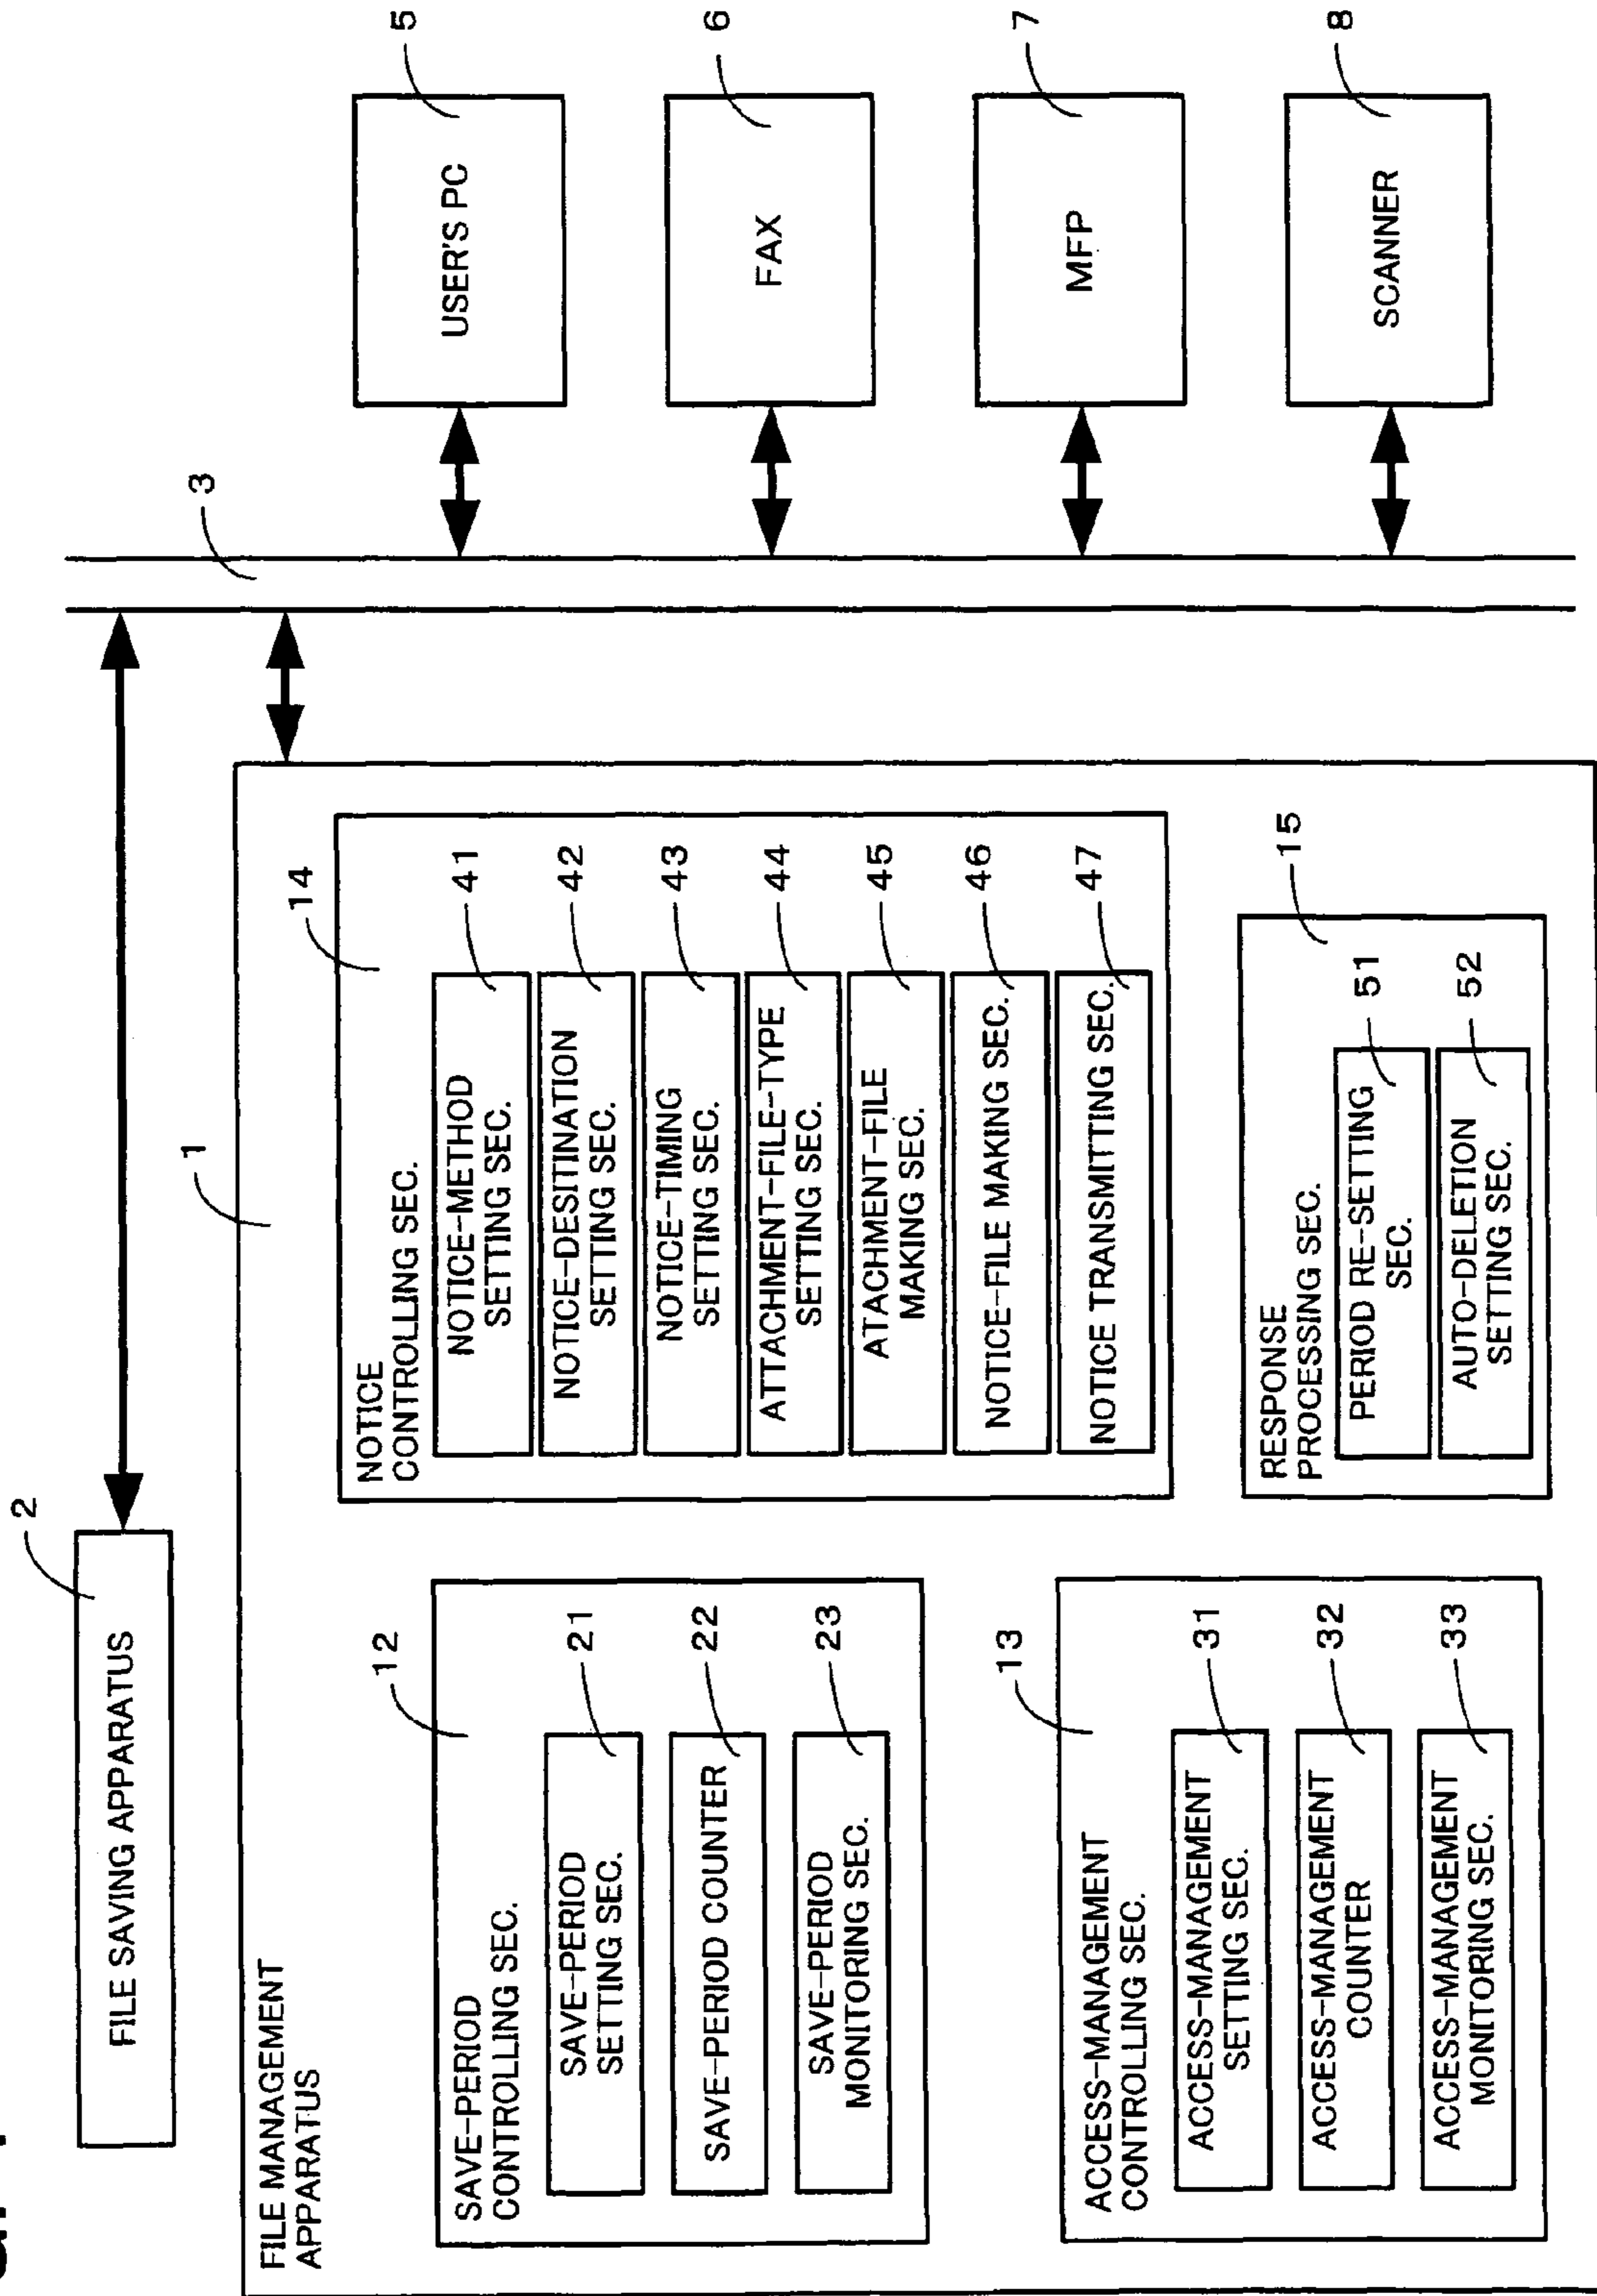 2
FILE SAVING APPARATUS
3
1
FILE MANAGEMENT
APPARATUS
12
SAVE-PERIOD
CONTROLLING SEC.
SAVE-PERIOD
SETTING SEC.
21
SAVE-PERIOD COUNTER
22
SAVE-PERIOD
MONITORING SEC.
23
13
ACCESS-MANAGEMENT
CONTROLLING SEC.
ACCESS-MANAGEMENT
SETTING SEC.
31
ACCESS-MANAGEMENT
COUNTER
32
ACCESS-MANAGEMENT
MONITORING SEC.
33
14
NOTICE
CONTROLLING SEC.
NOTICE-METHOD
SETTING SEC.
41
NOTICE-DESITINATION
SETTING SEC.
42
NOTICE-TIMING
SETTING SEC.
43
ATTACHMENT-FILE-TYPE
SETTING SEC.
44
ATACHMENT-FILE
MAKING SEC.
45
NOTICE-FILE MAKING SEC.
46
NOTICE TRANSMITTING SEC.
47
15
RESPONSE
PROCESSING SEC.
PERIOD RE-SETTING
SEC.
51
AUTO-DELETION
SETTING SEC.
52
5
USER'S PC
6
FAX
7
MFP
8
SCANNER